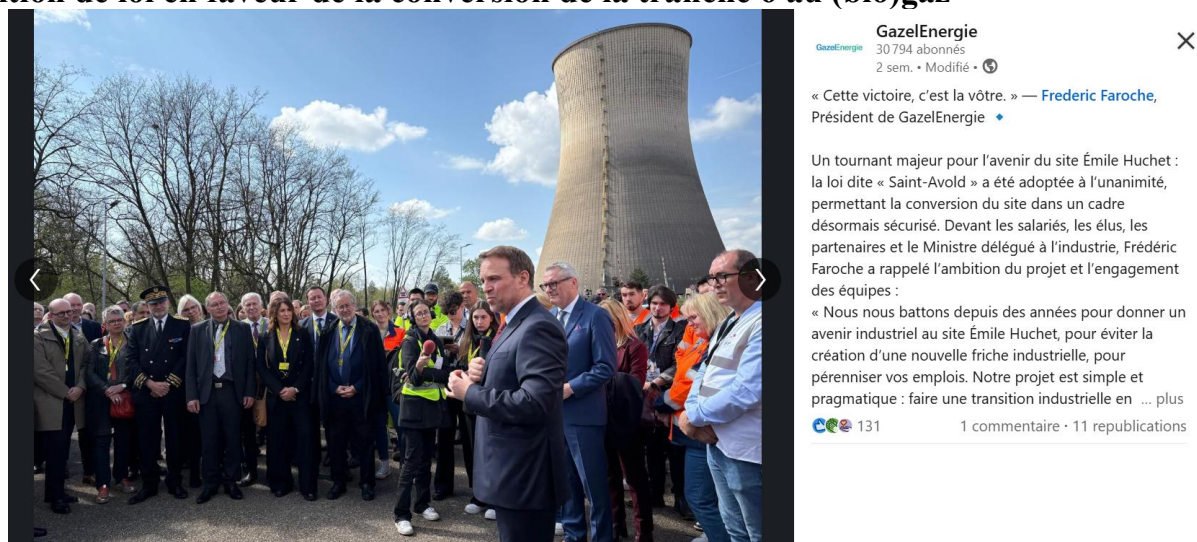 tion de loi en faveur de la conversion de la tranche 6 au (bio)gaz
GazelEnergie
GazelEnergie
30 794 abonnés
2 sem. • Modifié •
« Cette victoire, c’est la vôtre. » — Frederic Faroche,
Président de GazelEnergie
Un tournant majeur pour l’avenir du site Émile Huchet :
la loi dite « Saint-Avold » a été adoptée à l’unanimité,
permettant la conversion du site dans un cadre
désormais sécurisé. Devant les salariés, les élus, les
partenaires et le Ministre délégué à l’industrie, Frédéric
Faroche a rappelé l’ambition du projet et l’engagement
des équipes :
« Nous nous battons depuis des années pour donner un
avenir industriel au site Émile Huchet, pour éviter la
création d’une nouvelle friche industrielle, pour
pérenniser vos emplois. Notre projet est simple et
pragmatique : faire une transition industrielle en ... plus
131
1 commentaire • 11 republications